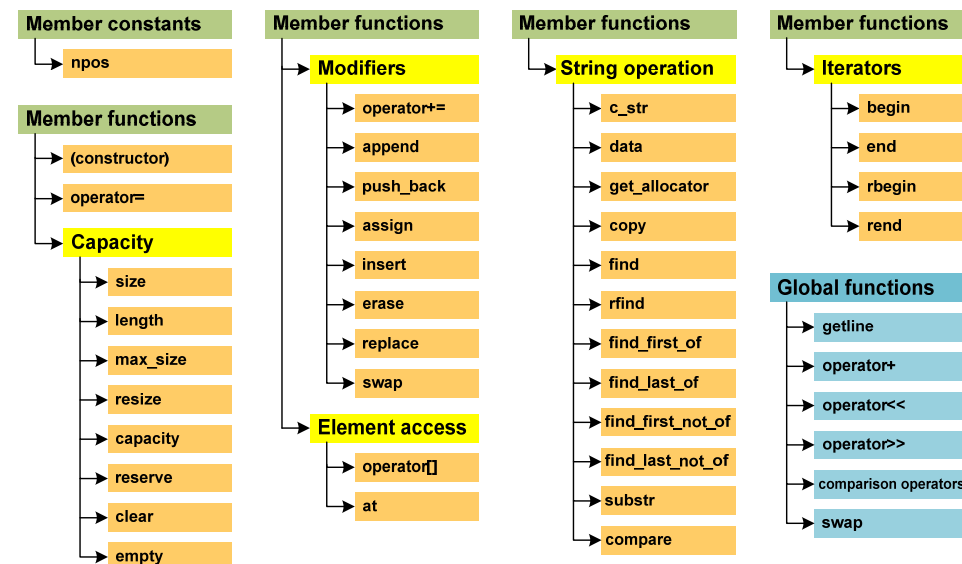 Member constants
npos
Member functions
(constructor)
operator=
Capacity
size
length
max_size
resize
capacity
reserve
clear
empty
Member functions
Modifiers
operator+=
append
push_back
assign
insert
erase
replace
swap
Element access
operator[]
at
Member functions
String operation
c_str
data
get_allocator
copy
find
rfind
find_first_of
find_last_of
find_first_not_of
find_last_not_of
substr
compare
Member functions
Iterators
begin
end
rbegin
rend
Global functions
getline
operator+
operator<<
operator>>
comparison operators
swap